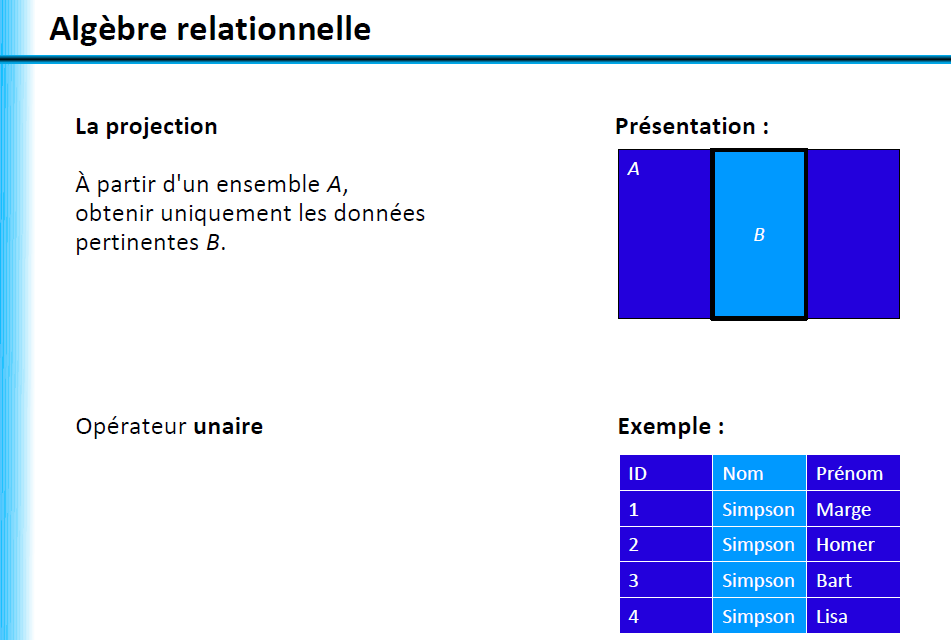 Algèbre relationnelle
La projection
À partir d'un ensemble A,
obtenir uniquement les données
pertinentes B.
Opérateur unaire
Présentation :
A
B
Exemple :
ID Nom Prénom
1 Simpson Marge
2 Simpson Homer
3 Simpson Bart
4 Simpson Lisa